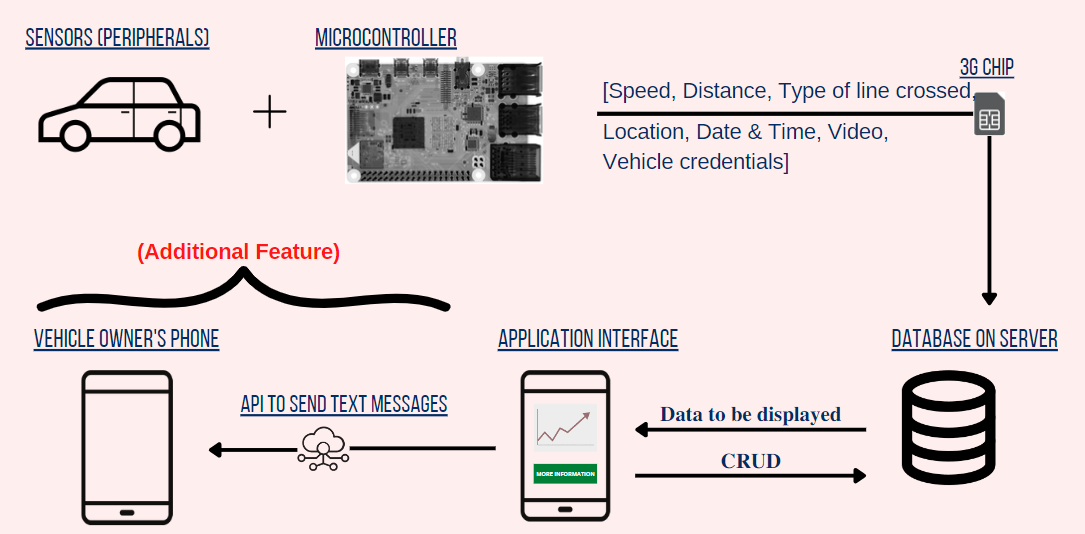 SENSORS (PERIPHERALS)
MICROCONTROLLER
3G CHIP
[Speed, Distance, Type of line crossed,
Location, Date & Time, Video,
Vehicle credentials]
(Additional Feature)
VEHICLE OWNER'S PHONE
APPLICATION INTERFACE
DATABASE ON SERVER
API TO SEND TEXT MESSAGES
Data to be displayed
CRUD
MORE INFORMATION